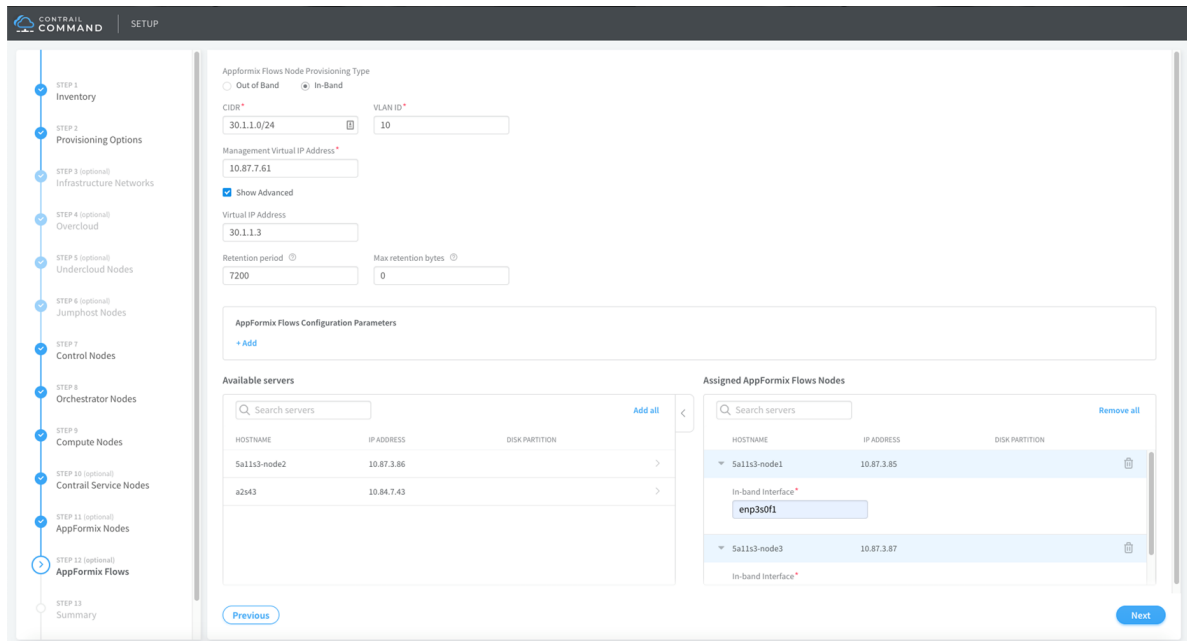 CONTRAIL
COMMAND
SETUP
STEP 1
Inventory
STEP 2
Provisioning Options
STEP 3 (optional)
Infrastructure Networks
STEP 4 (optional)
Overcloud
STEP 5 (optional)
Undercloud Nodes
STEP 6 (optional)
Jumphost Nodes
STEP 7
Control Nodes
STEP 8
Orchestrator Nodes
STEP 9
Compute Nodes
STEP 10 (optional)
Contrail Service Nodes
STEP 11 (optional)
AppFormix Nodes
STEP 12 (optional)
AppFormix Flows
STEP 13
Summary
Appformix Flows Node Provisioning Type
Out of Band In-Band
CIDR* VLAN ID*
30.1.1.0/24 10
Management Virtual IP Address*
10.87.7.61
Show Advanced
Virtual IP Address
30.1.1.3
Retention period ? Max retention bytes ?
7200 0
AppFormix Flows Configuration Parameters
+ Add
Available servers
Search servers Add all
HOSTNAME IP ADDRESS DISK PARTITION
5a11s3-node2 10.87.3.86
a2s43 10.84.7.43
Assigned AppFormix Flows Nodes
Search servers Remove all
HOSTNAME IP ADDRESS DISK PARTITION
5a11s3-node1 10.87.3.85
In-band Interface*
enp3s0f1
5a11s3-node3 10.87.3.87
In-band Interface*
Previous Next